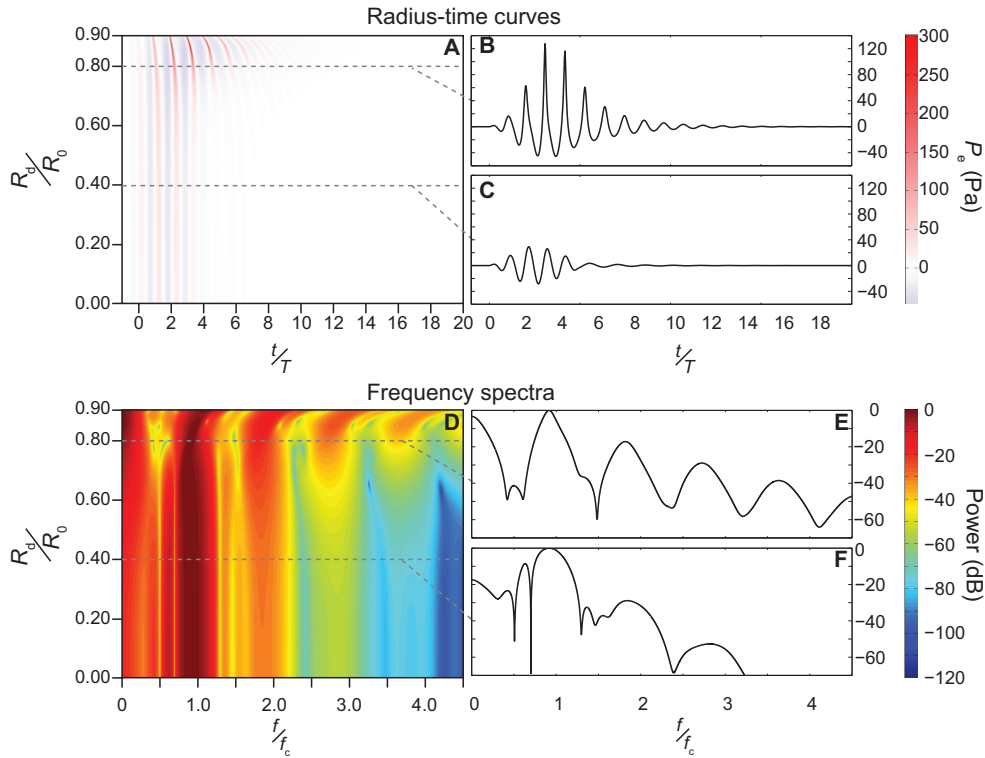 Radius-time curves
0.90
0.80
0.60
0.40
0.20
0.00
R_d/R_0
A
0 2 4 6 8 10 12 14 16 18 20
t/T
B
120
80
40
0
−40
C
120
80
40
0
−40
0 2 4 6 8 10 12 14 16 18
t/T
300
250
200
150
100
50
0
P_e (Pa)
Frequency spectra
0.90
0.80
0.60
0.40
0.20
0.00
R_d/R_0
D
0 1.0 2.0 3.0 4.0
f/f_c
E
0
−20
−40
−60
F
0
−20
−40
−60
0 1 2 3 4
f/f_c
0
−20
−40
−60
−80
−100
−120
Power (dB)